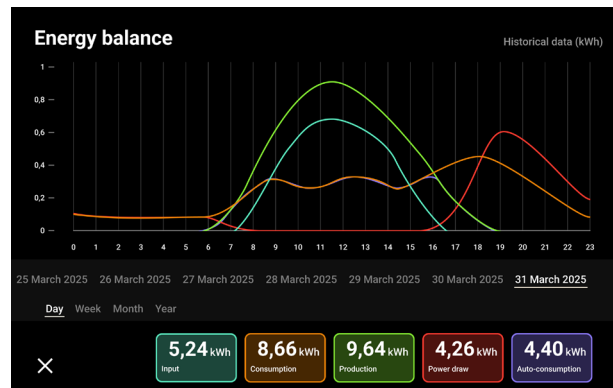 Energy balance
Historical data (kWh)
1
0,8
0,6
0,4
0,2
0
0 1 2 3 4 5 6 7 8 9 10 11 12 13 14 15 16 17 18 19 20 21 22 23
25 March 2025 26 March 2025 27 March 2025 28 March 2025 29 March 2025 30 March 2025 31 March 2025
Day Week Month Year
5,24 kWh
Input
8,66 kWh
Consumption
9,64 kWh
Production
4,26 kWh
Power draw
4,40 kWh
Auto-consumption